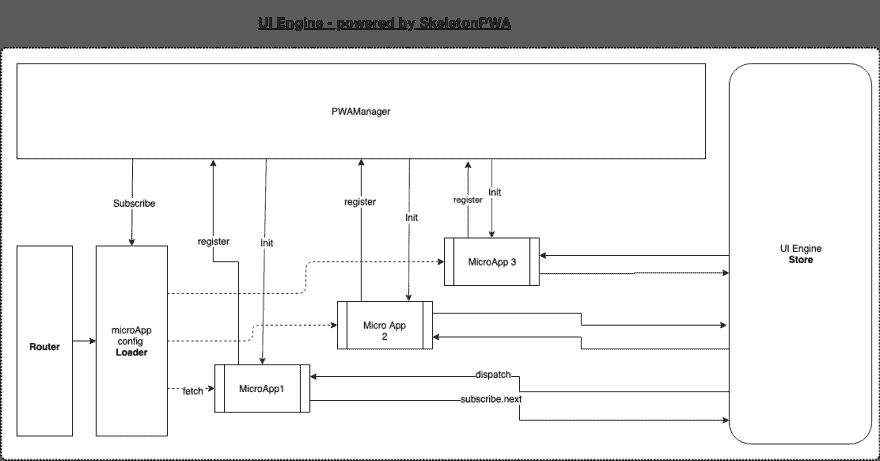 UI Engine - powered by SkeletonPWA
PWAManager
Subscribe
register
Init
register
Init
register
Init
Router
microApp
config
Loader
MicroApp 3
Micro App
2
fetch
MicroApp1
dispatch
subscribe.next
UI Engine
Store